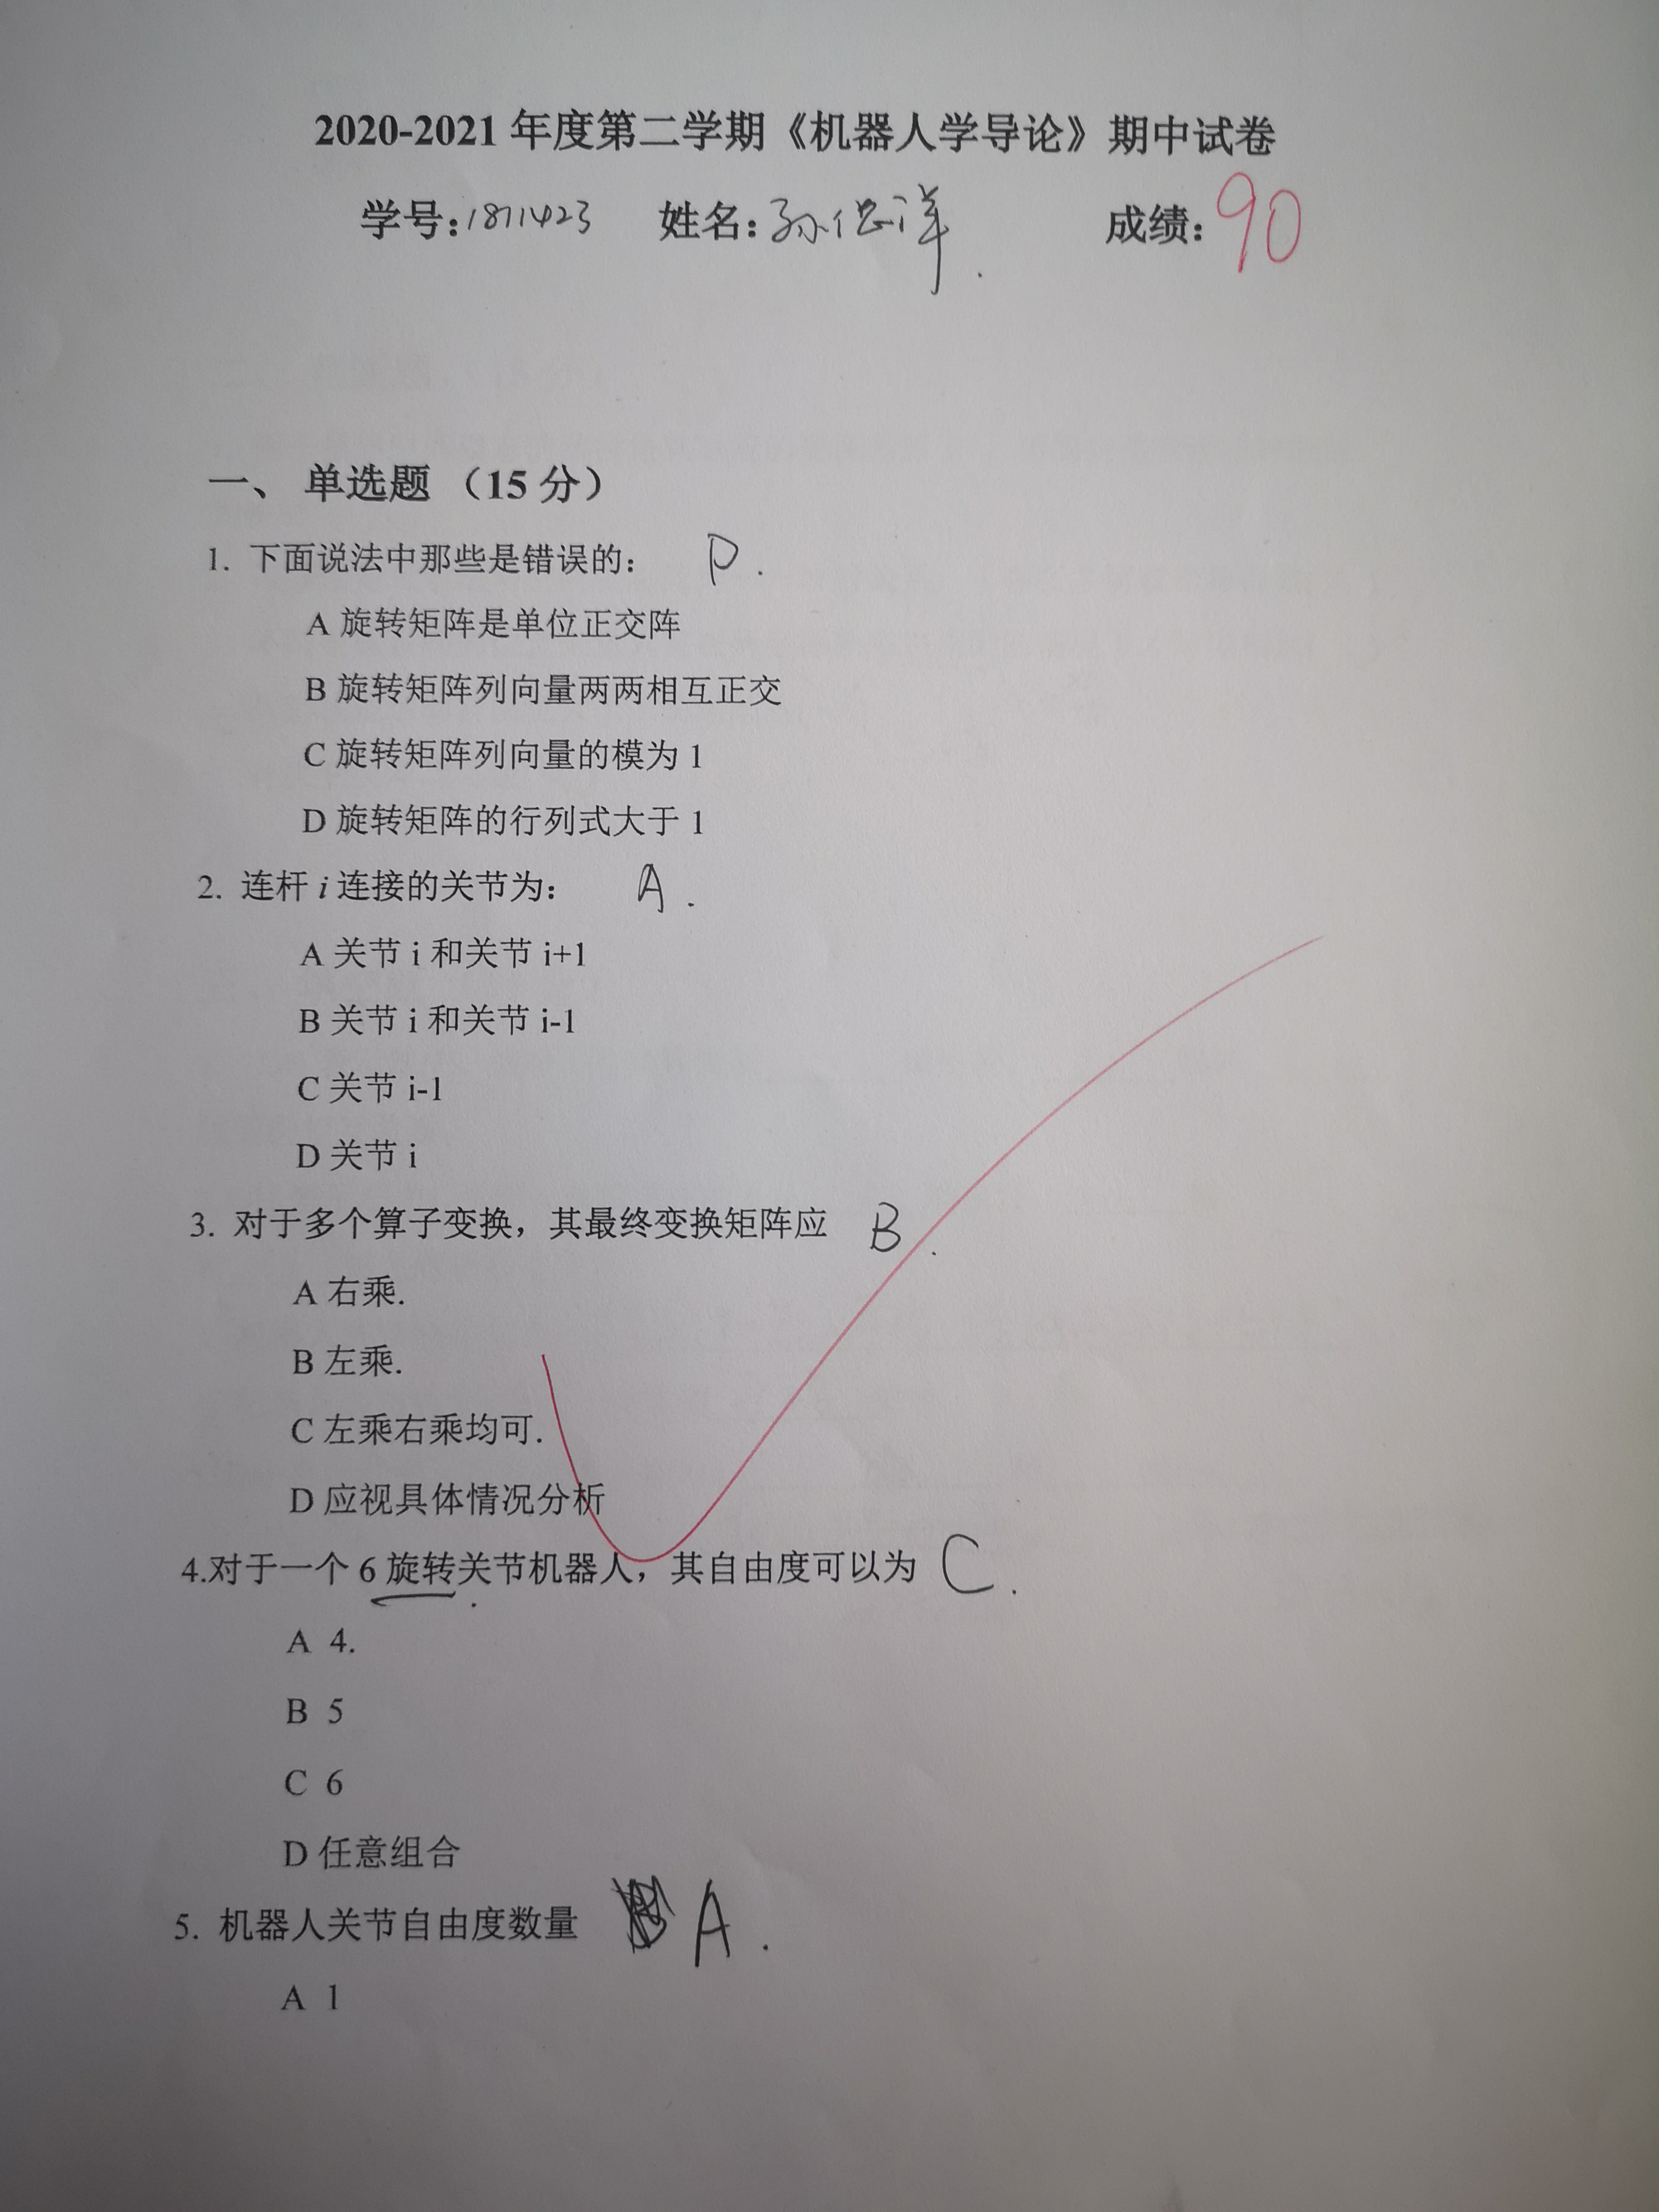 2020-2021 年度第二学期《机器人学导论》期中试卷
学号:1811423 姓名:孙 洋. 成绩:90
一、 单选题 (15 分)
1. 下面说法中那些是错误的: D.
A 旋转矩阵是单位正交阵
B 旋转矩阵列向量两两相互正交
C 旋转矩阵列向量的模为 1
D 旋转矩阵的行列式大于 1
2. 连杆 i 连接的关节为: A.
A 关节 i 和关节 i+1
B 关节 i 和关节 i-1
C 关节 i-1
D 关节 i
3. 对于多个算子变换，其最终变换矩阵应 B.
A 右乘.
B 左乘.
C 左乘右乘均可.
D 应视具体情况分析
4.对于一个 6 旋转关节机器人，其自由度可以为 C.
A 4.
B 5
C 6
D 任意组合
5. 机器人关节自由度数量 A.
A 1